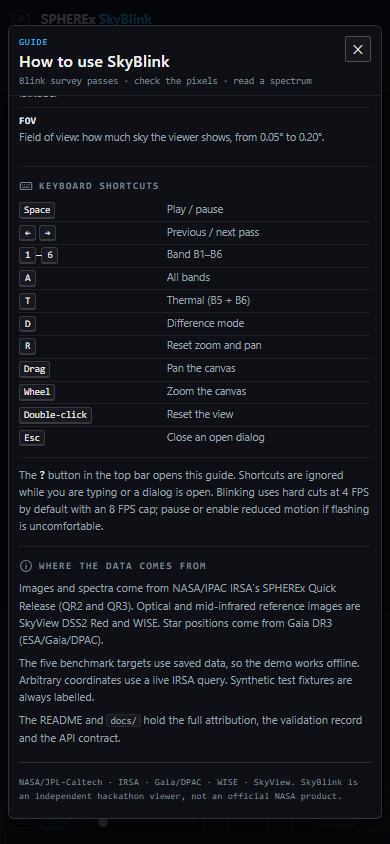 SPHEREx SkyBlink
GUIDE
How to use SkyBlink
Blink survey passes · check the pixels · read a spectrum
FOV
Field of view: how much sky the viewer shows, from 0.05° to 0.20°.
KEYBOARD SHORTCUTS
Space Play / pause
← → Previous / next pass
1 – 6 Band B1–B6
A All bands
T Thermal (B5 + B6)
D Difference mode
R Reset zoom and pan
Drag Pan the canvas
Wheel Zoom the canvas
Double-click Reset the view
Esc Close an open dialog
The ? button in the top bar opens this guide. Shortcuts are ignored
while you are typing or a dialog is open. Blinking uses hard cuts at 4 FPS
by default with an 8 FPS cap; pause or enable reduced motion if flashing
is uncomfortable.
WHERE THE DATA COMES FROM
Images and spectra come from NASA/IPAC IRSA's SPHEREx Quick
Release (QR2 and QR3). Optical and mid-infrared reference images are
SkyView DSS2 Red and WISE. Star positions come from Gaia DR3
(ESA/Gaia/DPAC).
The five benchmark targets use saved data, so the demo works offline.
Arbitrary coordinates use a live IRSA query. Synthetic test fixtures are
always labelled.
The README and docs/ hold the full attribution, the validation record
and the API contract.
NASA/JPL-Caltech · IRSA · Gaia/DPAC · WISE · SkyView. SkyBlink is
an independent hackathon viewer, not an official NASA product.